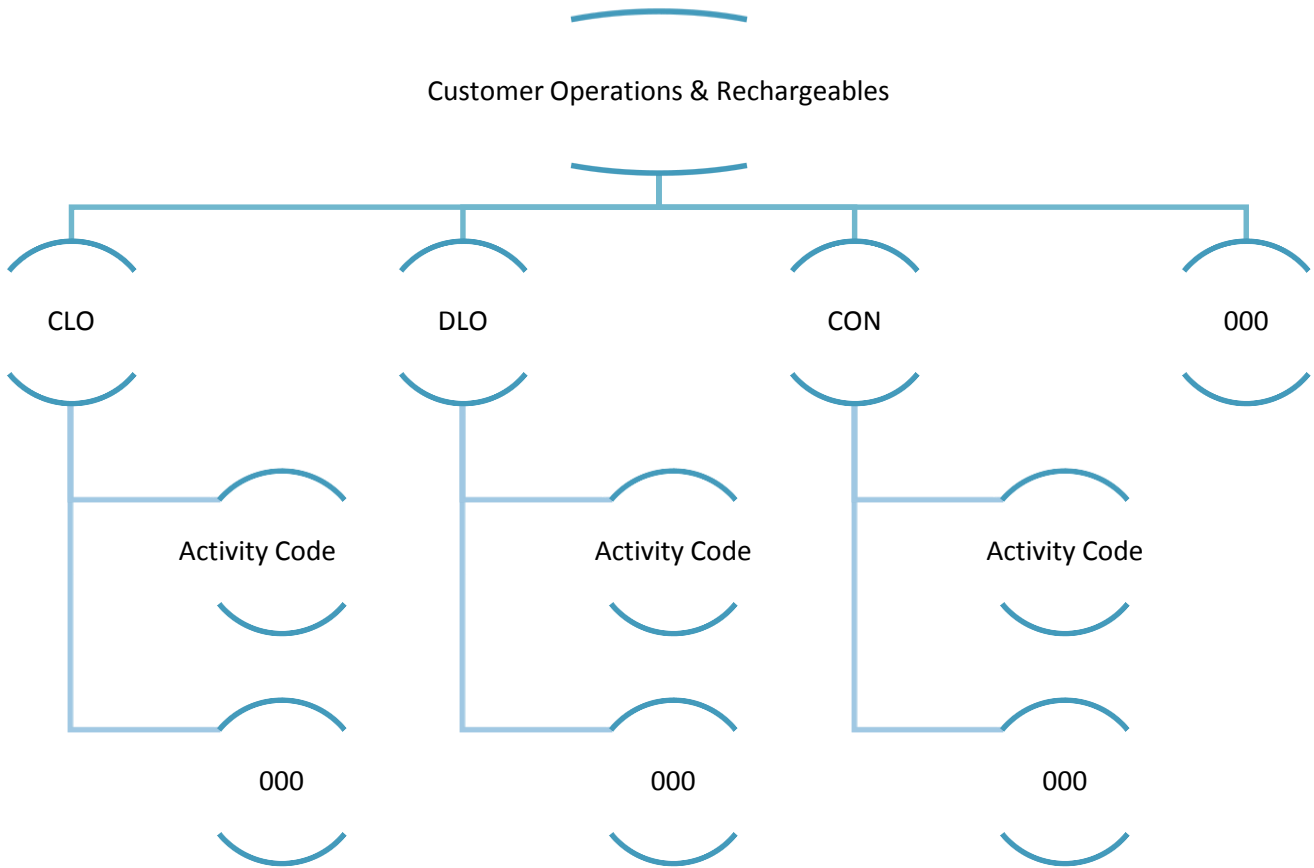 Customer Operations & Rechargeables
CLO
DLO
CON
000
Activity Code
Activity Code
Activity Code
000
000
000